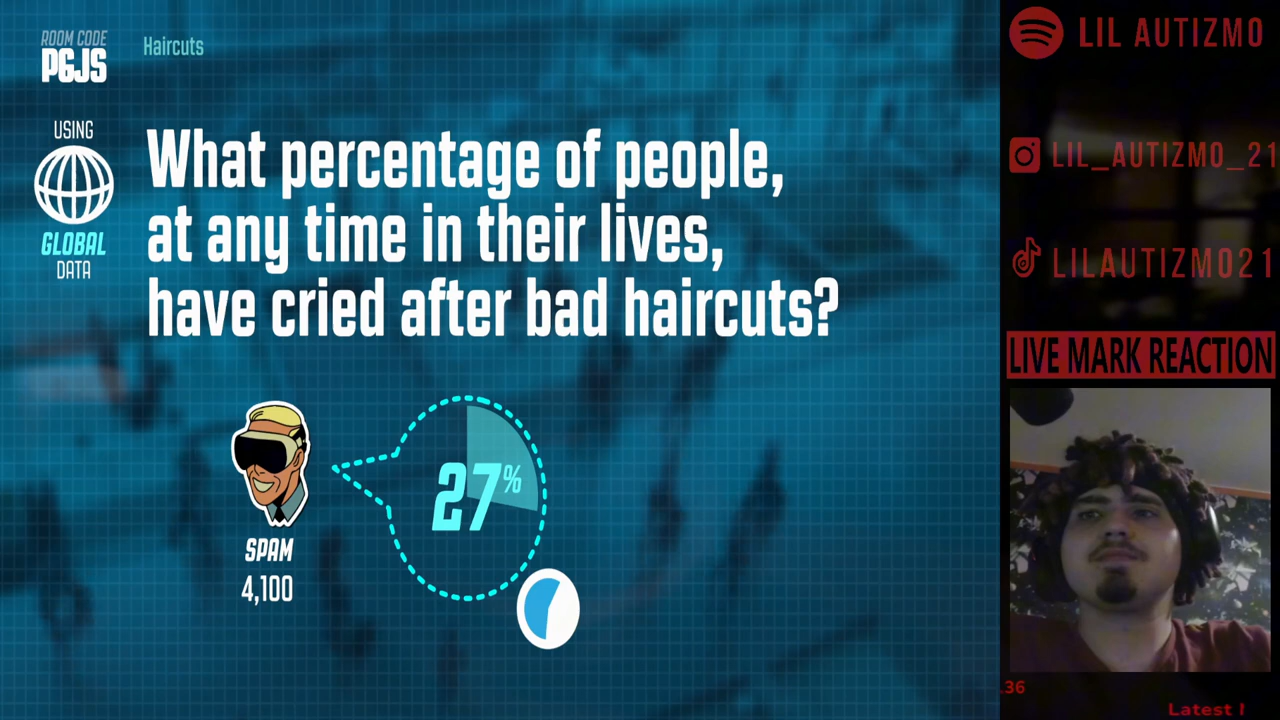 ROOM CODE
P6JS
Haircuts
USING
GLOBAL
DATA
What percentage of people,
at any time in their lives,
have cried after bad haircuts?
27%
SPAM
4,100
LIL AUTIZMO
LIL_AUTIZMO_21
LILAUTIZMO21
LIVE MARK REACTION
.36
Latest